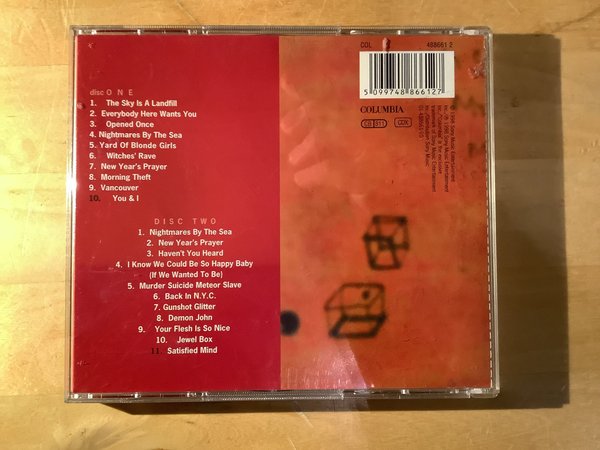 disc ONE
1. The Sky Is A Landfill
2. Everybody Here Wants You
3. Opened Once
4. Nightmares By The Sea
5. Yard Of Blonde Girls
6. Witches' Rave
7. New Year's Prayer
8. Morning Theft
9. Vancouver
10. You & I
DISC TWO
1. Nightmares By The Sea
2. New Year's Prayer
3. Haven't You Heard
4. I Know We Could Be So Happy Baby
(If We Wanted To Be)
5. Murder Suicide Meteor Slave
6. Back In N.Y.C.
7. Gunshot Glitter
8. Demon John
9. Your Flesh Is So Nice
10. Jewel Box
11. Satisfied Mind
COL 488661 2
5 099748 866127
COLUMBIA